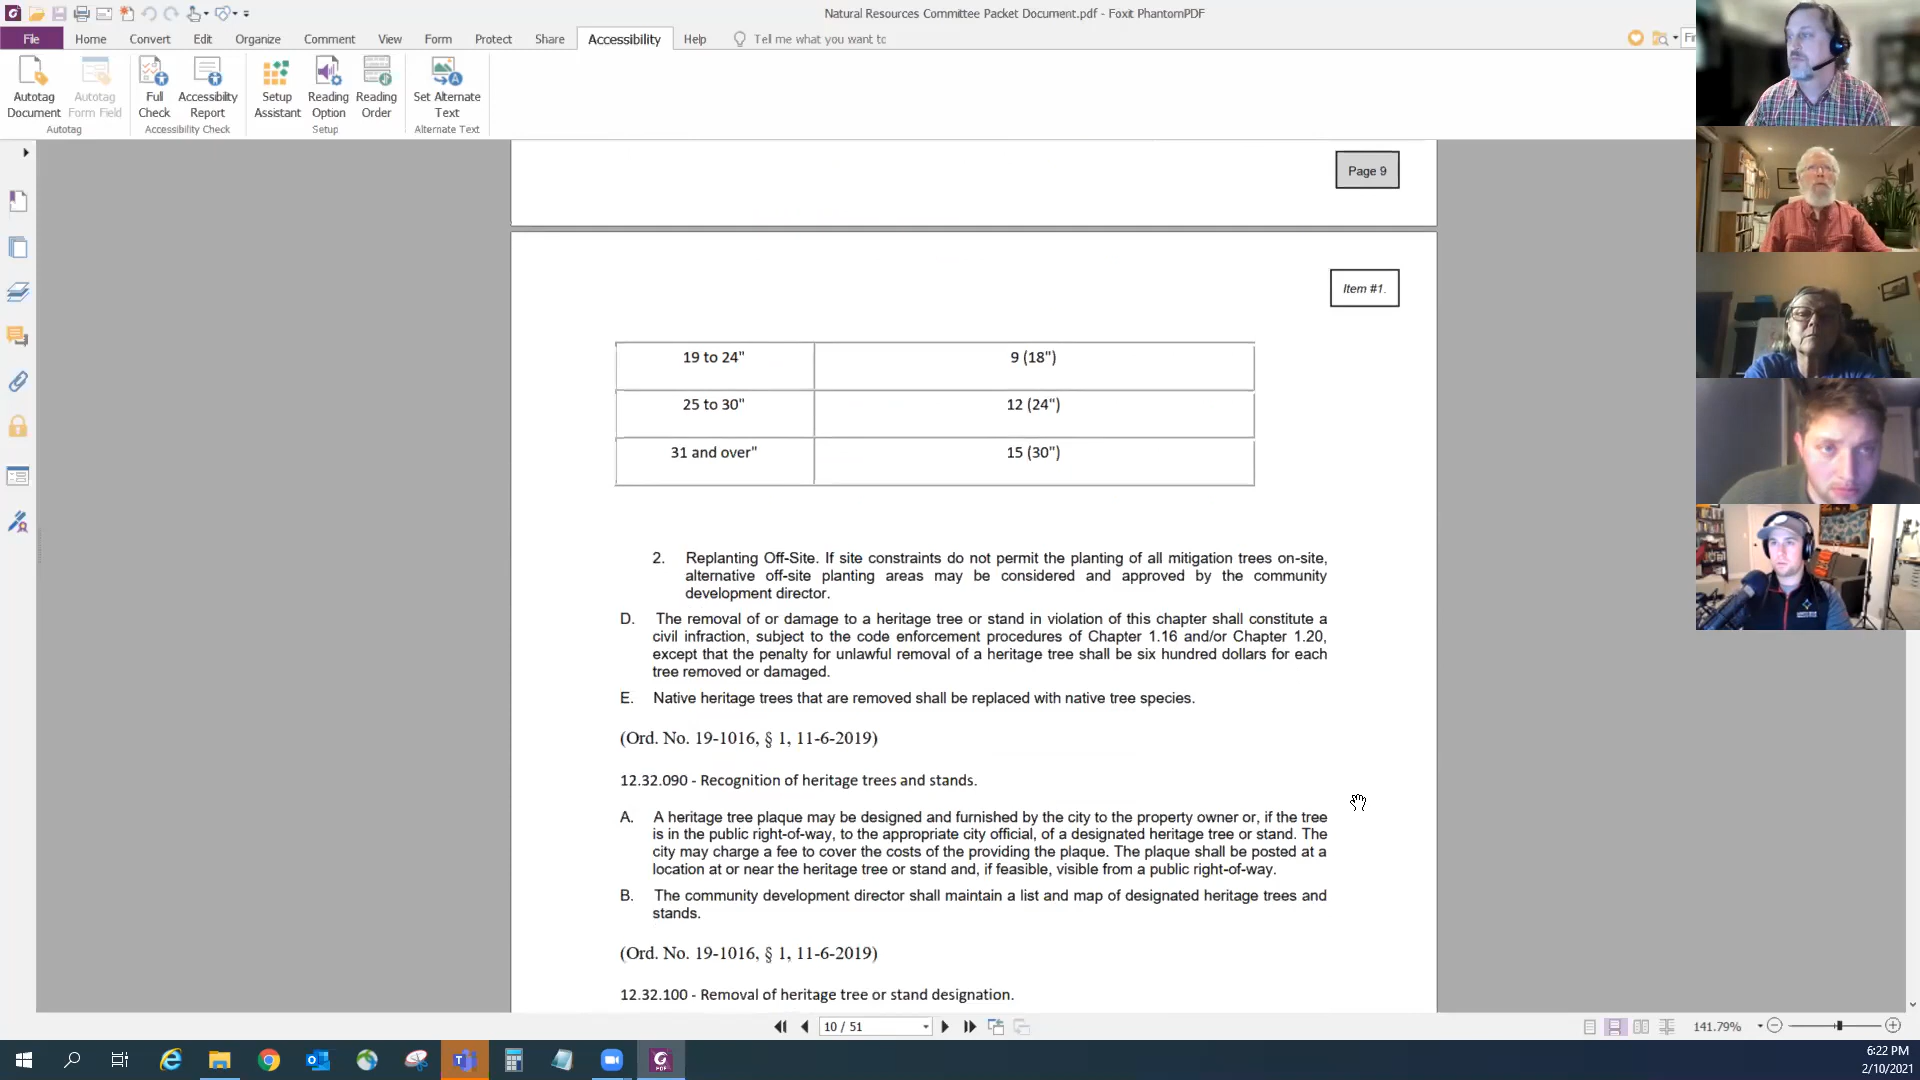 Natural Resources Committee Packet Document.pdf - Foxit PhantomPDF
File Home Convert Edit Organize Comment View Form Protect Share Accessibility Help Tell me what you want to
Autotag Document
Autotag Form Field
Full Check
Accessibility Report
Setup Assistant
Reading Option
Reading Order
Set Alternate Text
Autotag Accessibility Check Setup Alternate Text
Page 9
Item #1.
19 to 24" 9 (18")
25 to 30" 12 (24")
31 and over" 15 (30")
2. Replanting Off-Site. If site constraints do not permit the planting of all mitigation trees on-site,
alternative off-site planting areas may be considered and approved by the community
development director.
D. The removal of or damage to a heritage tree or stand in violation of this chapter shall constitute a
civil infraction, subject to the code enforcement procedures of Chapter 1.16 and/or Chapter 1.20,
except that the penalty for unlawful removal of a heritage tree shall be six hundred dollars for each
tree removed or damaged.
E. Native heritage trees that are removed shall be replaced with native tree species.
(Ord. No. 19-1016, § 1, 11-6-2019)
12.32.090 - Recognition of heritage trees and stands.
A. A heritage tree plaque may be designed and furnished by the city to the property owner or, if the tree
is in the public right-of-way, to the appropriate city official, of a designated heritage tree or stand. The
city may charge a fee to cover the costs of the providing the plaque. The plaque shall be posted at a
location at or near the heritage tree or stand and, if feasible, visible from a public right-of-way.
B. The community development director shall maintain a list and map of designated heritage trees and
stands.
(Ord. No. 19-1016, § 1, 11-6-2019)
12.32.100 - Removal of heritage tree or stand designation.
10 / 51
141.79%
6:22 PM
2/10/2021